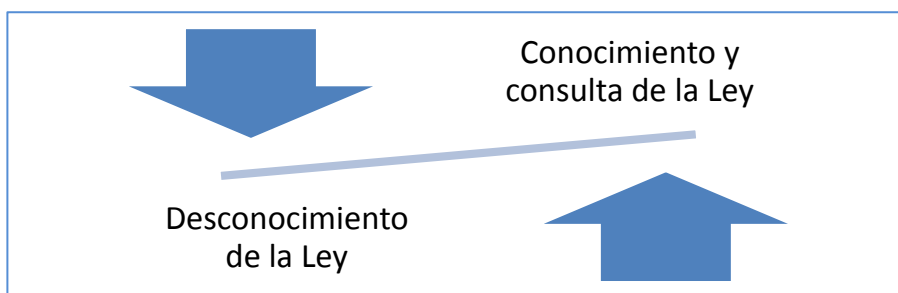 Conocimiento y
consulta de la Ley
Desconocimiento
de la Ley